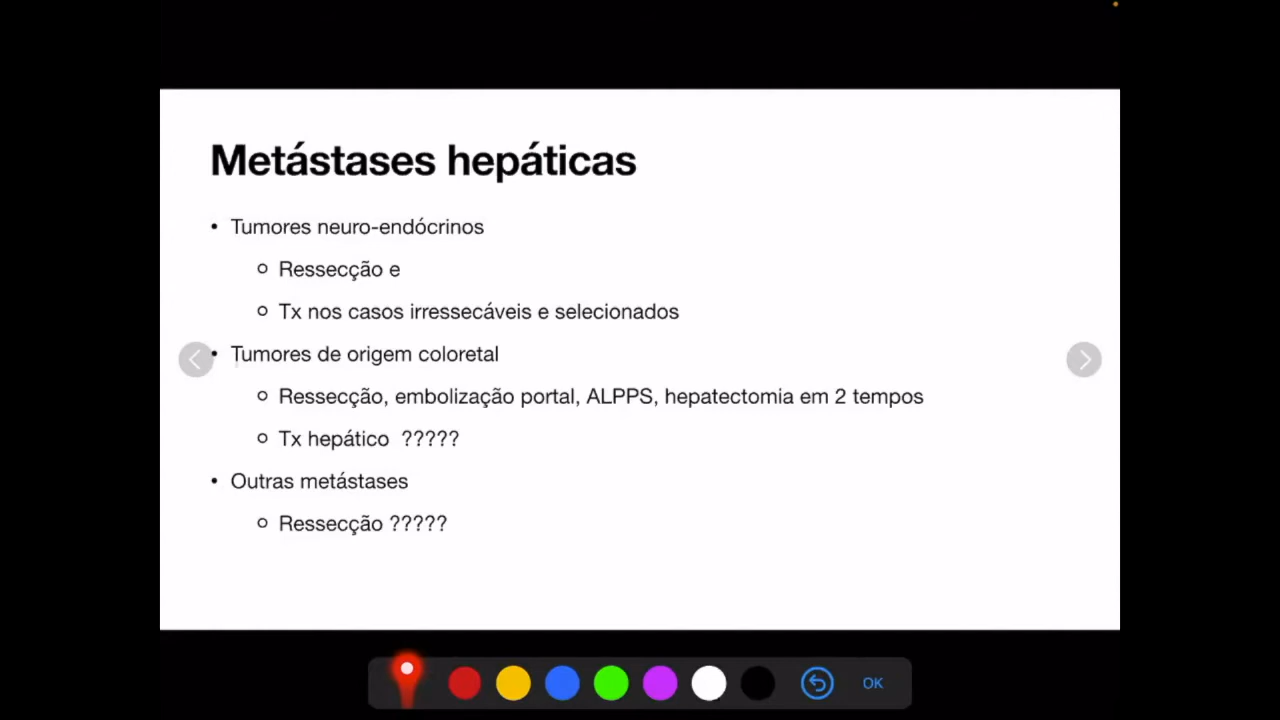 Metástases hepáticas
• Tumores neuro-endócrinos
○ Ressecção e
○ Tx nos casos irressecáveis e selecionados
• Tumores de origem coloretal
○ Ressecção, embolização portal, ALPPS, hepatectomia em 2 tempos
○ Tx hepático ?????
• Outras metástases
○ Ressecção ?????
OK